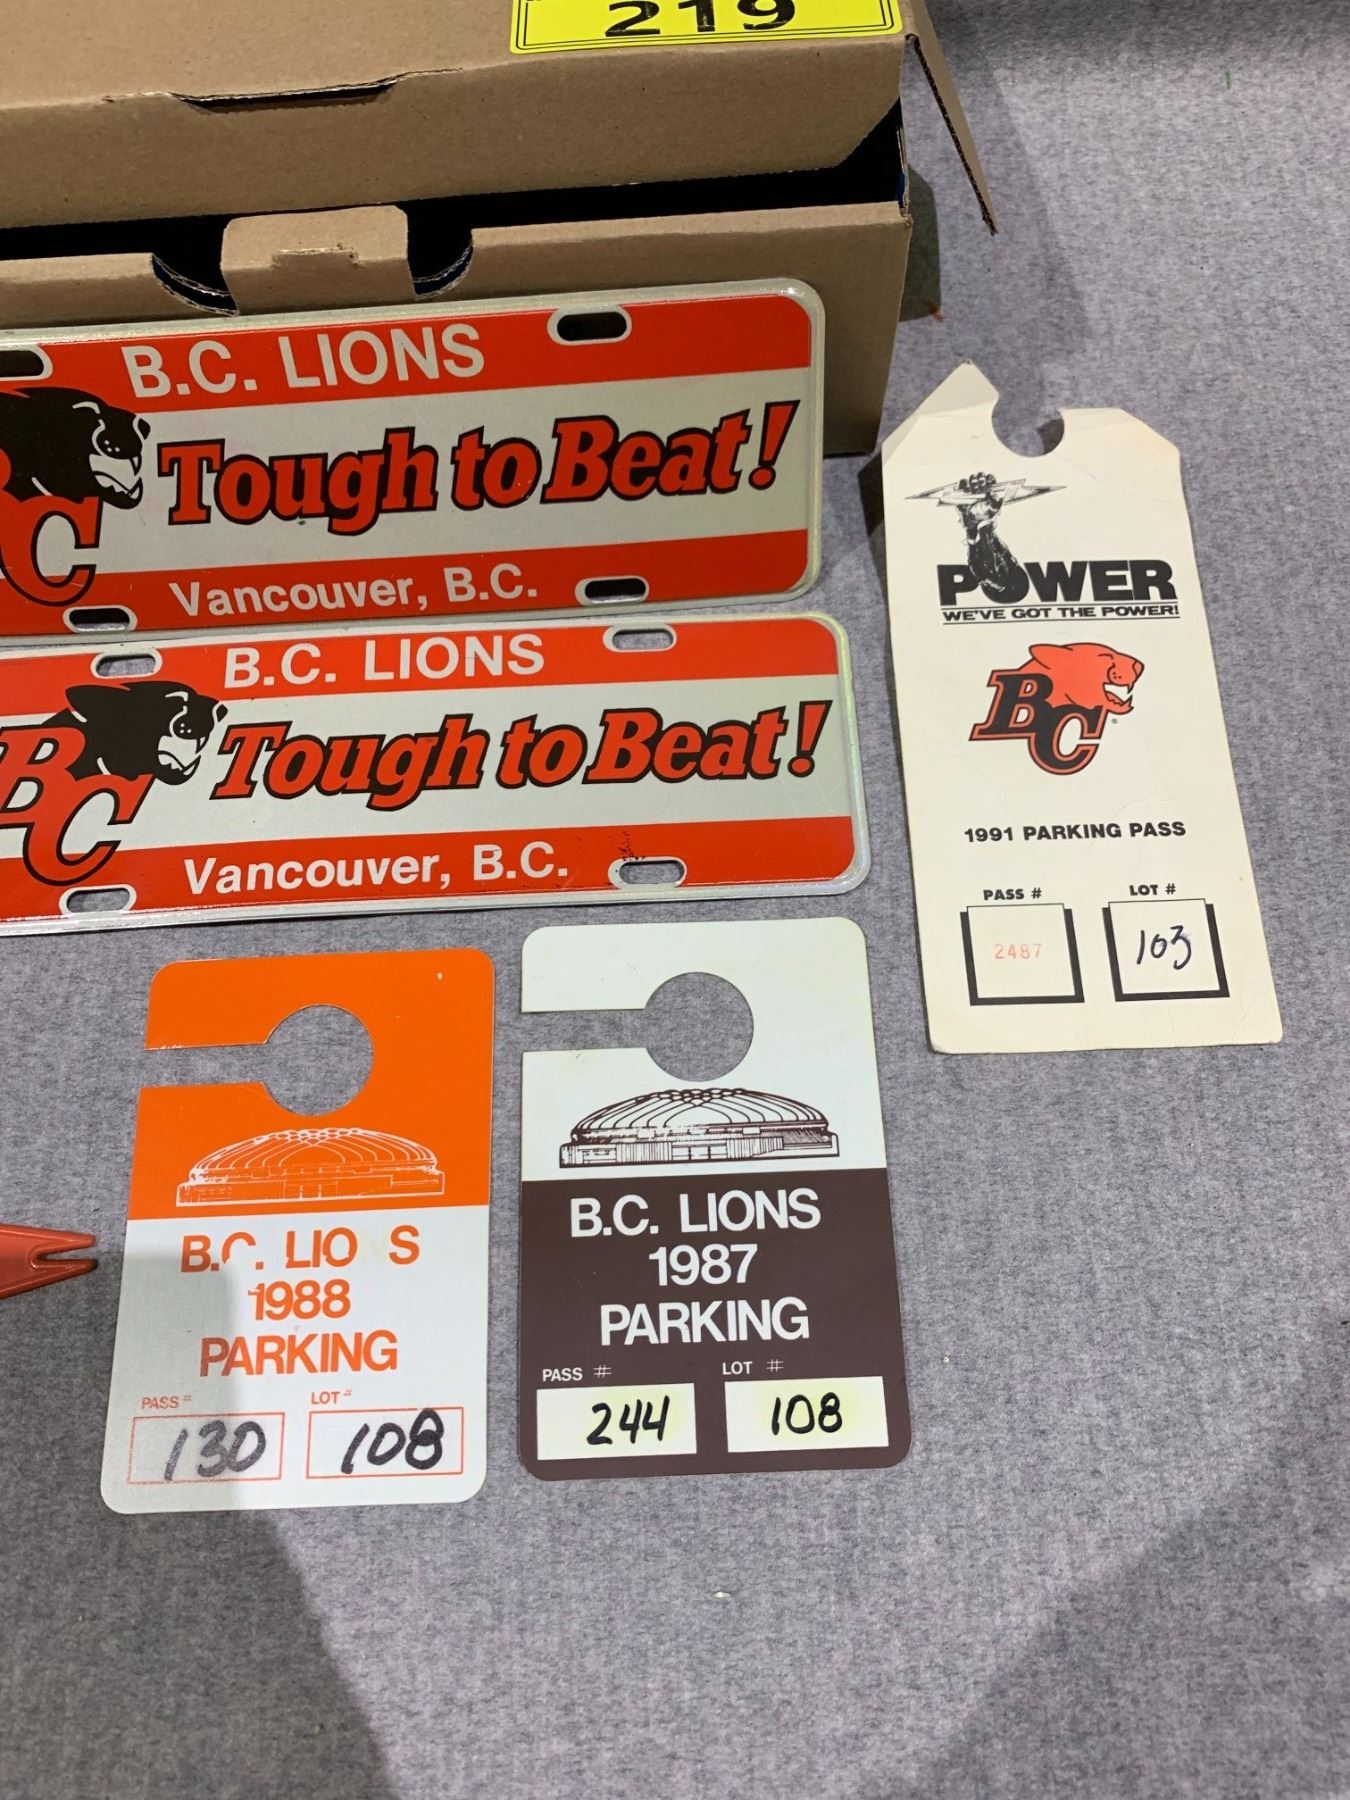 219
B.C. LIONS
BC Tough to Beat!
Vancouver, B.C.
B.C. LIONS
BC Tough to Beat!
Vancouver, B.C.
POWER
WE'VE GOT THE POWER!
BC
1991 PARKING PASS
PASS # LOT #
2487 103
B.C. LIO S
1988
PARKING
PASS # LOT #
130 108
B.C. LIONS
1987
PARKING
PASS # LOT #
244 108